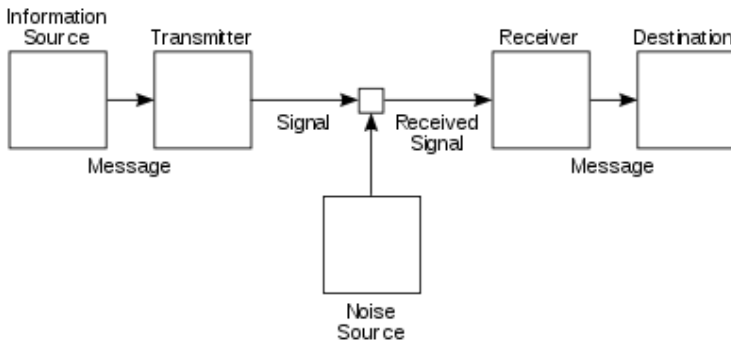 Information
Source
Transmitter
Receiver
Destination
Signal
Received
Signal
Message
Message
Noise
Source